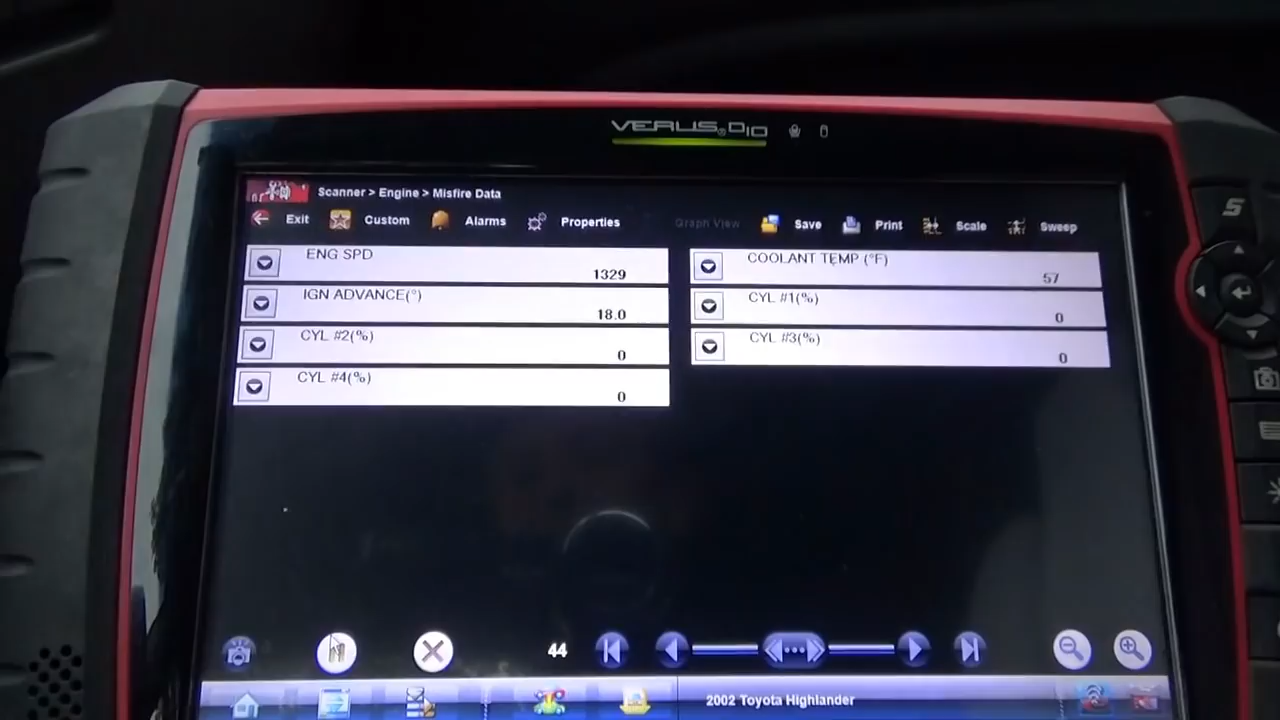 VERUS® D10
Scanner > Engine > Misfire Data
Exit Custom Alarms Properties Graph View Save Print Scale Sweep
ENG SPD
1329
COOLANT TEMP (°F)
57
IGN ADVANCE(°)
18.0
CYL #1(%)
0
CYL #2(%)
0
CYL #3(%)
0
CYL #4(%)
0
44
2002 Toyota Highlander